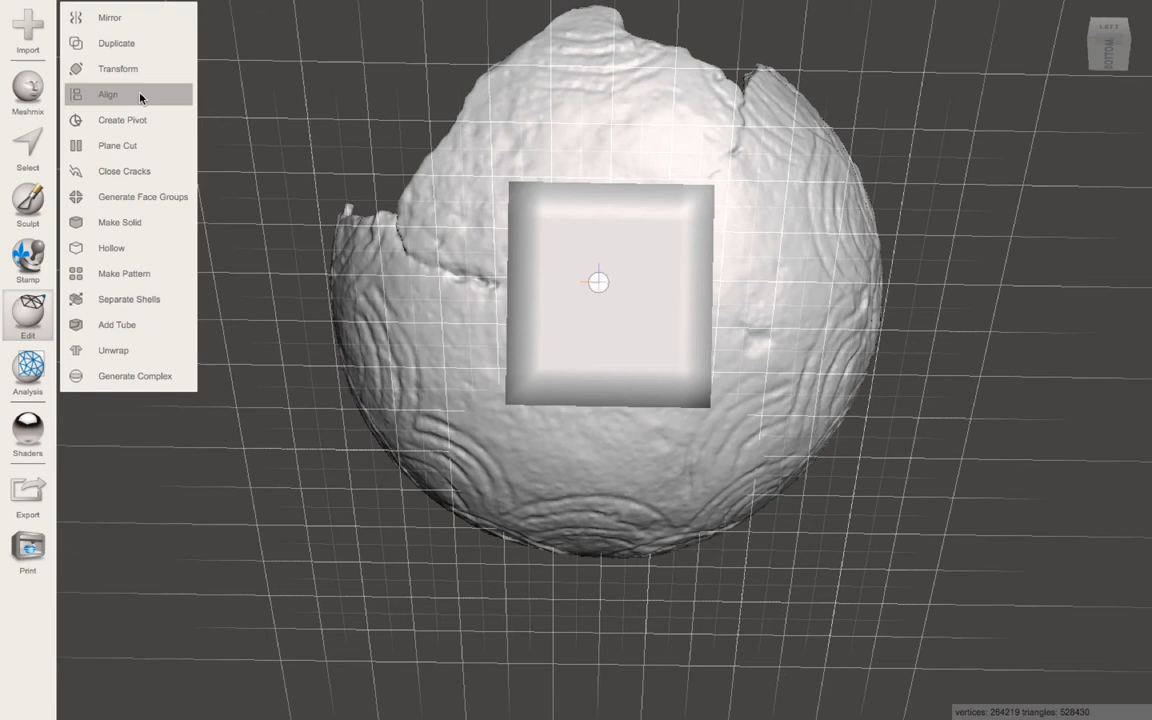 Import
Meshmix
Select
Sculpt
Stamp
Edit
Analysis
Shaders
Export
Print
Mirror
Duplicate
Transform
Align
Create Pivot
Plane Cut
Close Cracks
Generate Face Groups
Make Solid
Hollow
Make Pattern
Separate Shells
Add Tube
Unwrap
Generate Complex
LEFT
BOTTOM
vertices: 264219 triangles: 528430